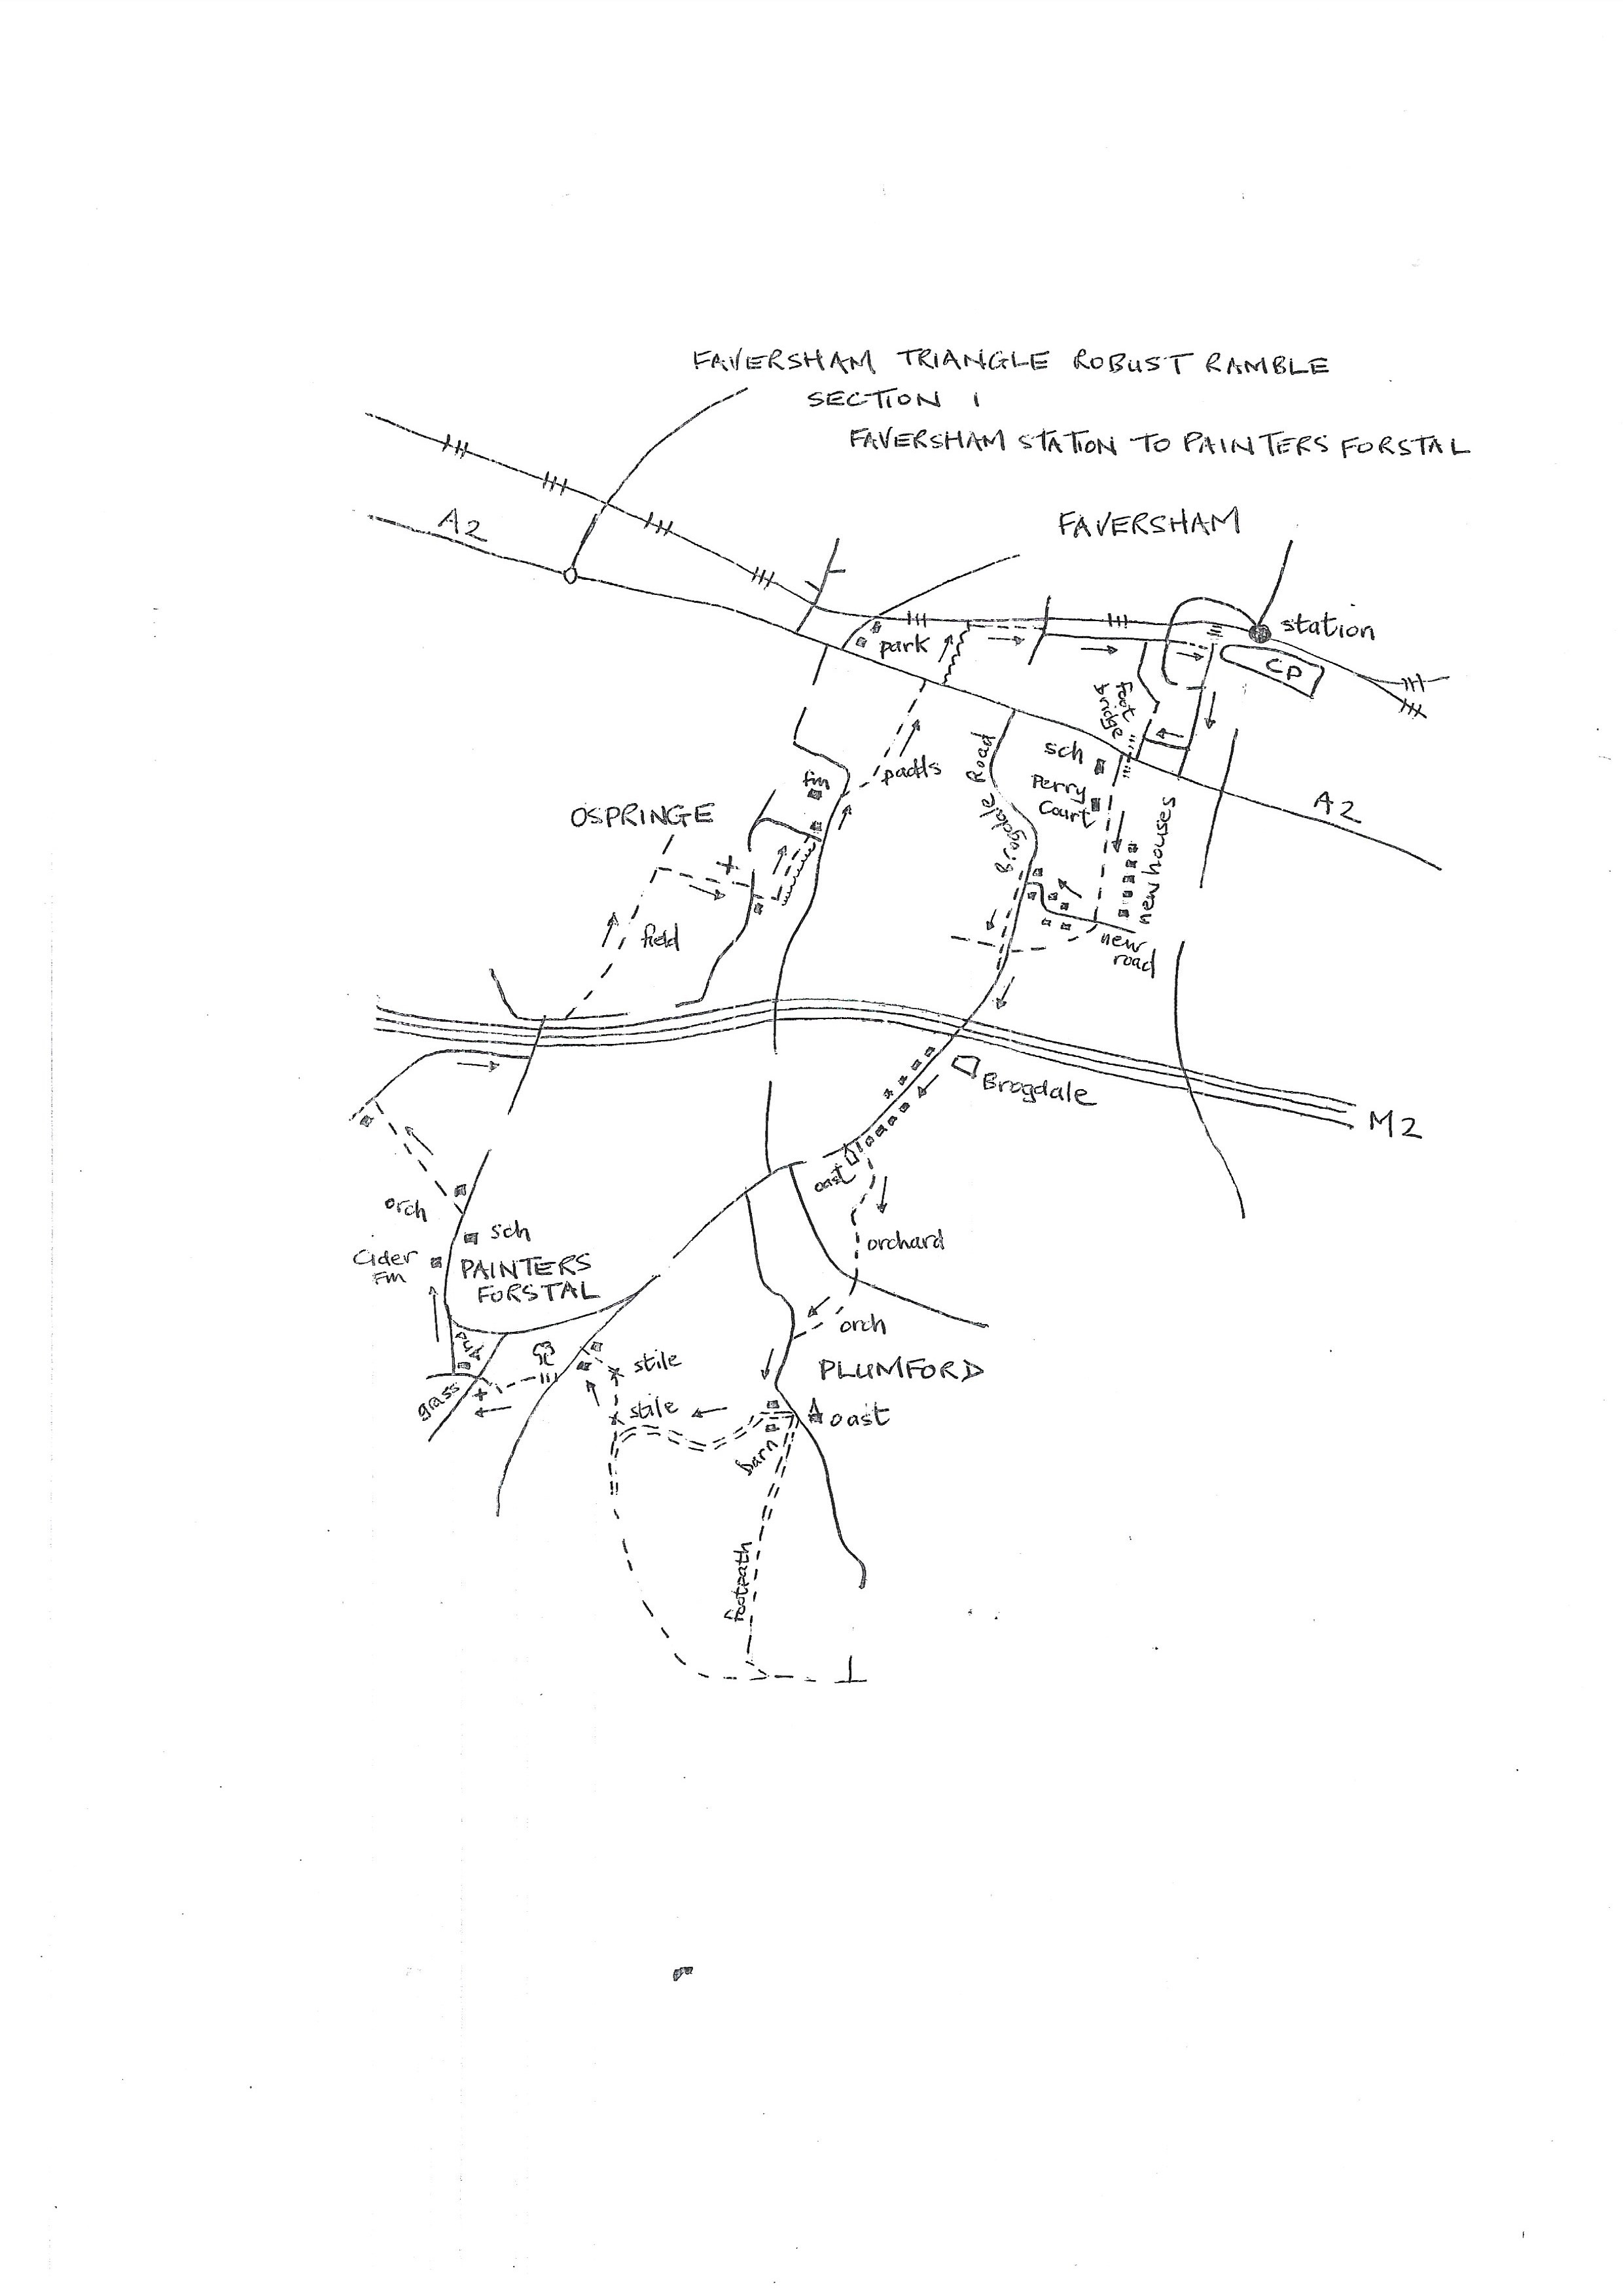 FAVERSHAM TRIANGLE ROBUST RAMBLE
SECTION 1
FAVERSHAM STATION TO PAINTERS FORSTAL
A2
FAVERSHAM
station
park
CP
foot
bridge
sch
Perry
Court
A2
new houses
Brogdale Road
padds
fm
OSPRINGE
field
new
road
Brogdale
M2
oast
orch
orchard
sch
Cider
Fm
PAINTERS
FORSTAL
orch
stile
PLUMFORD
grass
stile
oast
barn
footpath